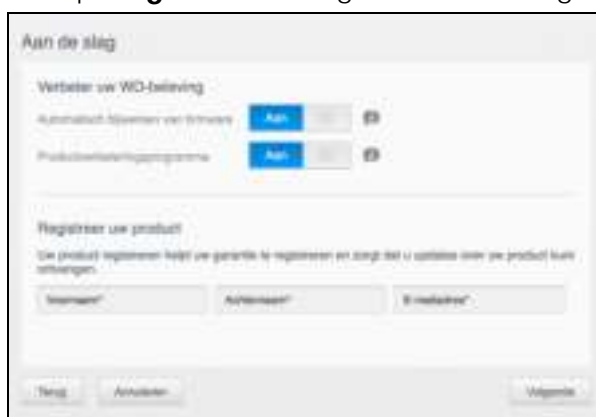 Aan de slag
Verbeter uw WD-beleving
Automatisch bijwerken van firmware Aan
Productverbeteringsprogramma Aan
Registreer uw product
Uw product registreren helpt uw garantie te registreren en zorgt dat u updates over uw product kunt
ontvangen.
Voornaam* Achternaam* E-mailadres*
Terug Annuleren Volgende